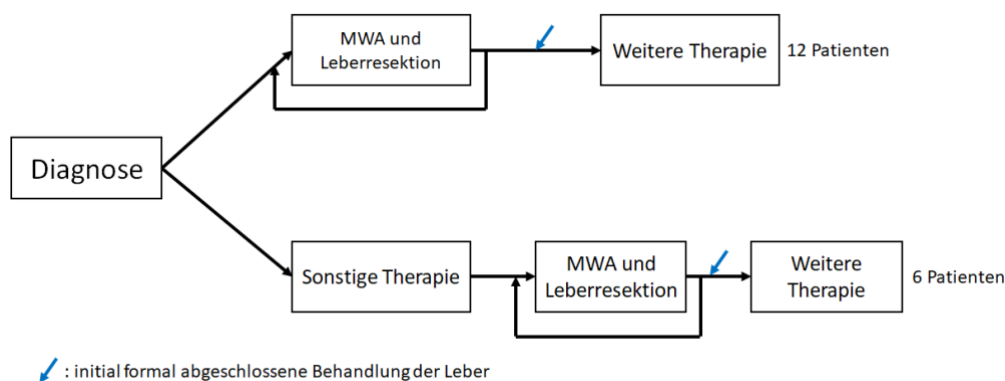 MWA und
Leberresektion
Weitere Therapie
12 Patienten
Diagnose
Sonstige Therapie
MWA und
Leberresektion
Weitere
Therapie
6 Patienten
: initial formal abgeschlossene Behandlung der Leber